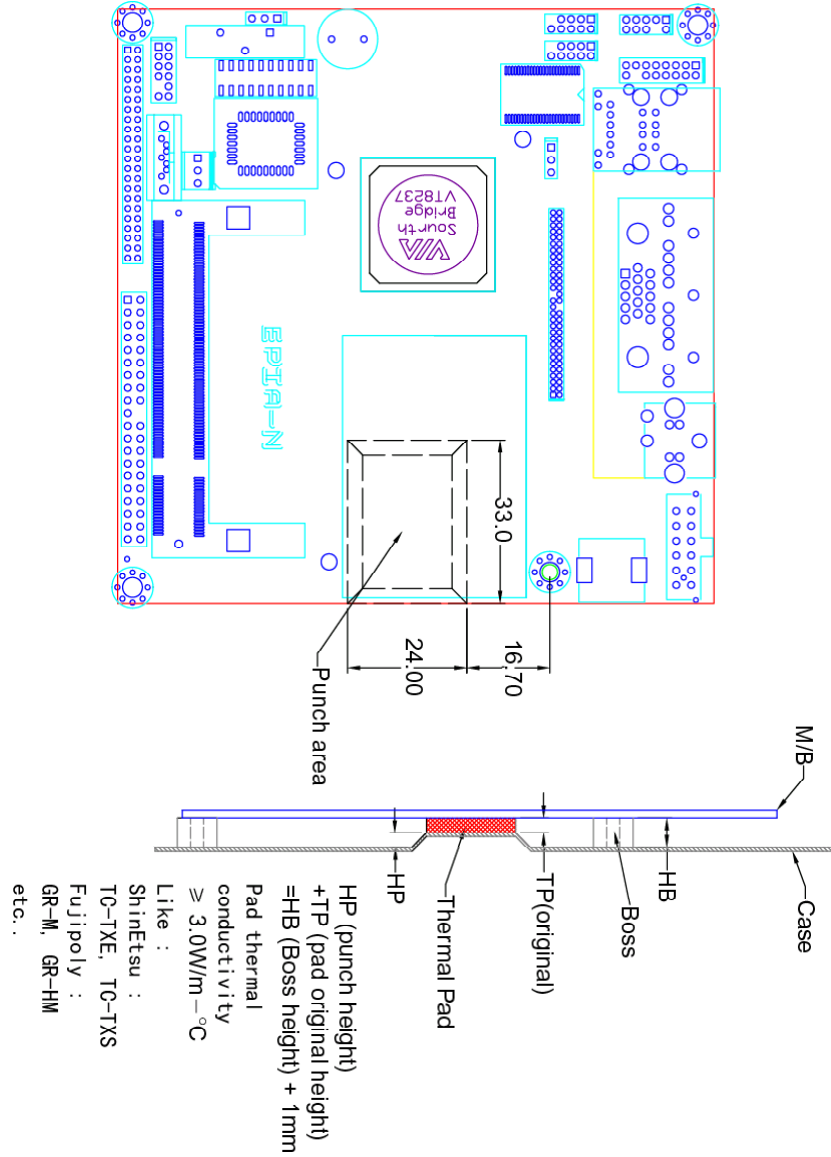 VIA
Sourth
Bridge
VT8237
EPIA-N
33.0
24.00
16.70
Punch area
M/B
Case
HB
Boss
TP(original)
Thermal Pad
HP
HP (punch height)
+TP (pad original height)
=HB (Boss height) + 1mm
Pad thermal
conductivity
≥ 3.0W/m-°C
Like :
ShinEtsu :
TC-TXE, TC-TXS
Fujipoly :
GR-M, GR-HM
etc..